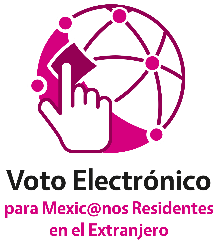 Voto Electrónico
para Mexic@nos Residentes
en el Extranjero